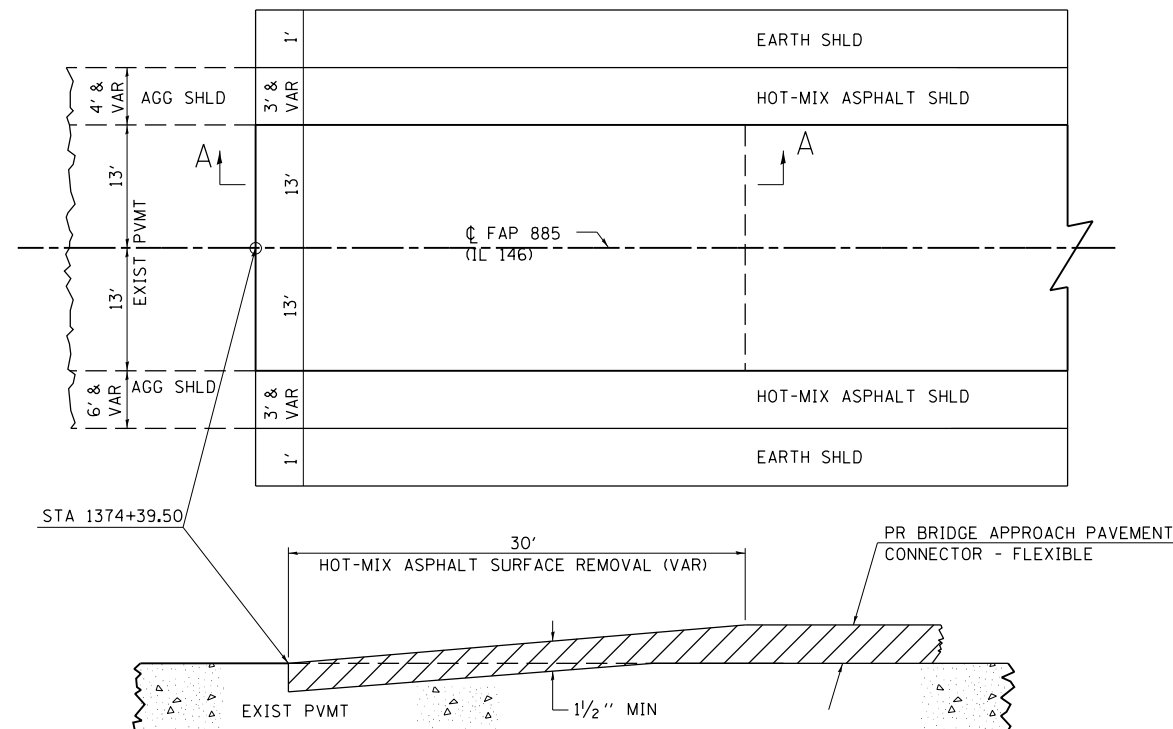 1'
EARTH SHLD
4' &
VAR
AGG SHLD
3' &
VAR
HOT-MIX ASPHALT SHLD
A
A
13'
13'
EXIST PVMT
℄ FAP 885
(IL 146)
13'
13'
6' &
VAR
AGG SHLD
3' &
VAR
HOT-MIX ASPHALT SHLD
1'
EARTH SHLD
STA 1374+39.50
30'
HOT-MIX ASPHALT SURFACE REMOVAL (VAR)
PR BRIDGE APPROACH PAVEMENT
CONNECTOR - FLEXIBLE
EXIST PVMT
1½'' MIN